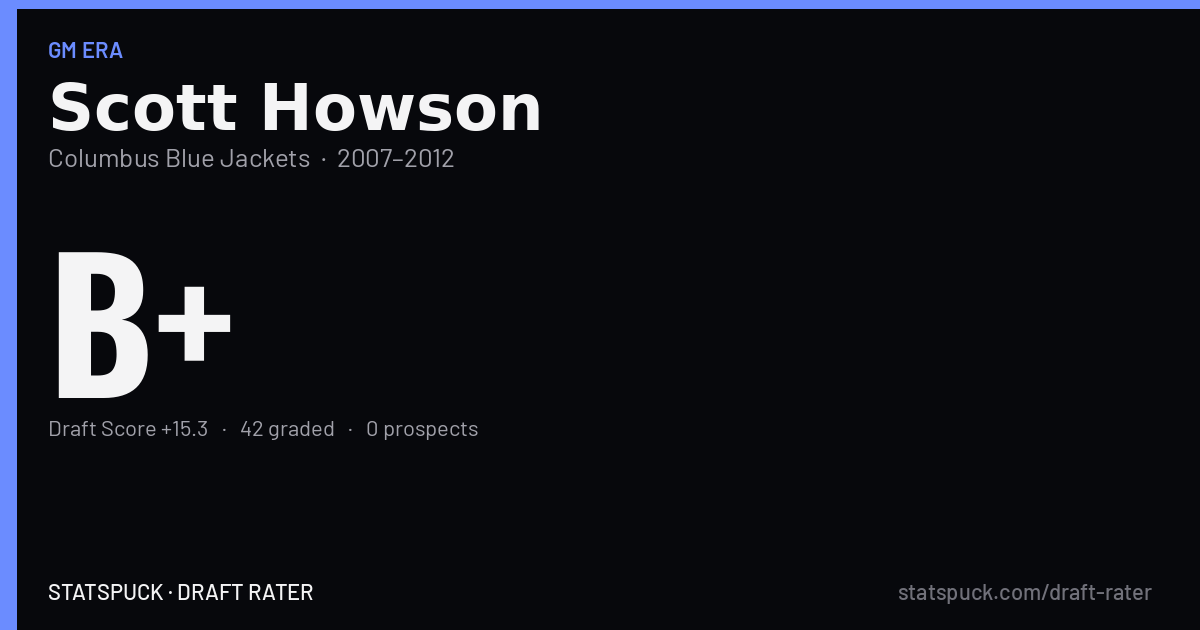 GM ERA
Scott Howson
Columbus Blue Jackets · 2007–2012
B+
Draft Score +15.3 · 42 graded · 0 prospects
STATSPUCK · DRAFT RATER
statspuck.com/draft-rater